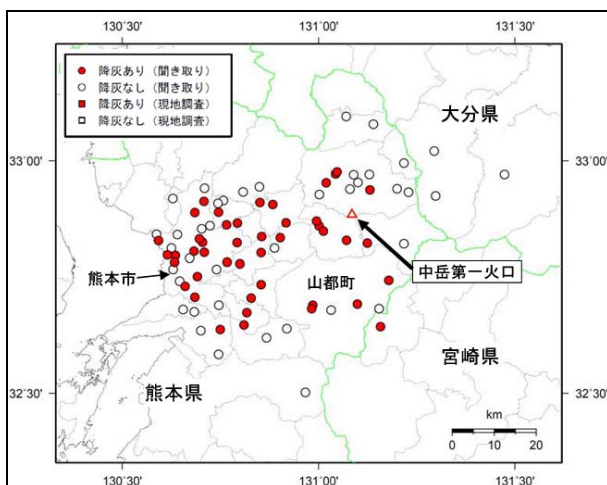 130°30' 131°00' 131°30'
降灰あり（聞き取り）
降灰なし（聞き取り）
降灰あり（現地調査）
降灰なし（現地調査）
大分県
33°00' 33°00'
熊本市
山都町
中岳第一火口
宮崎県
熊本県
32°30' 32°30'
km
0 10 20
130°30' 131°00' 131°30'